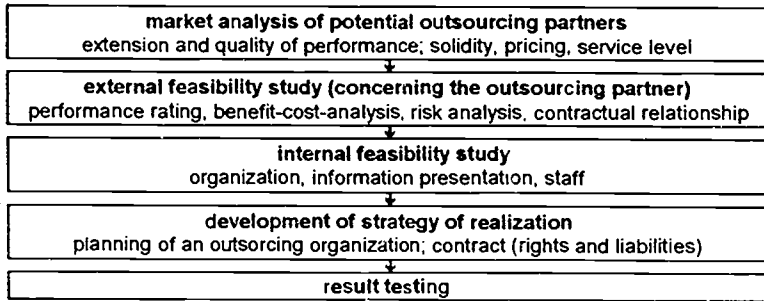 market analysis of potential outsourcing partners
extension and quality of performance; solidity, pricing, service level
external feasibility study (concerning the outsourcing partner)
performance rating, benefit-cost-analysis, risk analysis, contractual relationship
internal feasibility study
organization, information presentation, staff
development of strategy of realization
planning of an outsorcing organization; contract (rights and liabilities)
result testing